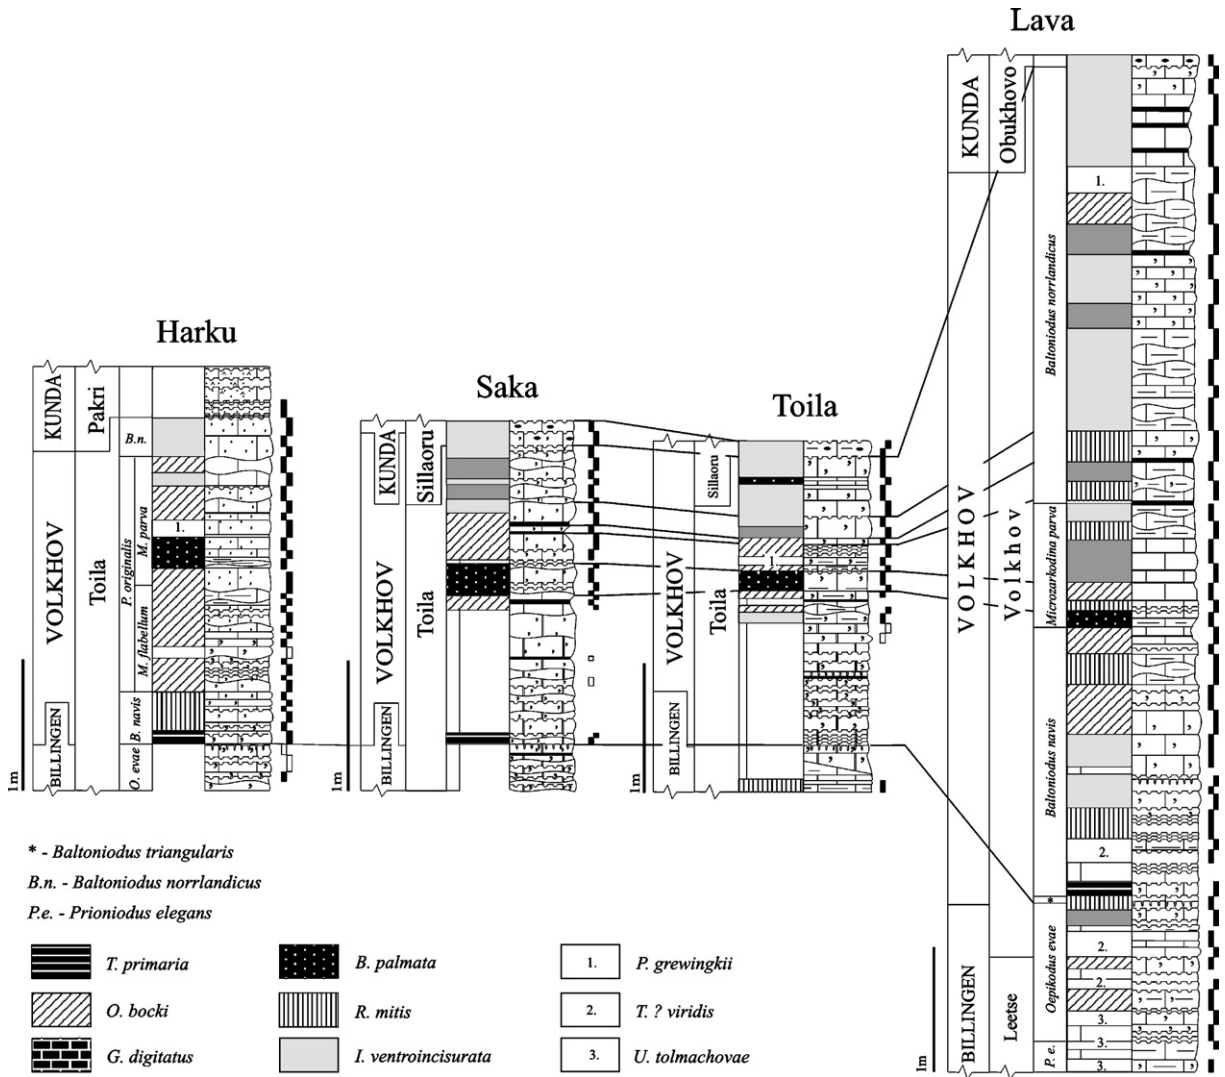 Lava
KUNDA
Obukhovo
Baltoniodus norrlandicus
1.
VOLKHOV
Volkhov
Microzarkodina parva
Baltoniodus navis
2.
*
BILLINGEN
Leetse
Oepikodus evae
P. e.
2.
2.
3.
3.
3.
1m
Harku
KUNDA
Pakri
B.n.
VOLKHOV
Toila
P. originalis
M. parva
M. flabellum
1.
BILLINGEN
B. navis
O. evae
1m
Saka
KUNDA
Sillaoru
VOLKHOV
Toila
BILLINGEN
1m
Toila
Sillaoru
VOLKHOV
Toila
1.
BILLINGEN
1m
* - Baltoniodus triangularis
B.n. - Baltoniodus norrlandicus
P.e. - Prioniodus elegans
T. primaria
B. palmata
1. P. grewingkii
O. bocki
R. mitis
2. T. ? viridis
G. digitatus
I. ventroincisurata
3. U. tolmachovae